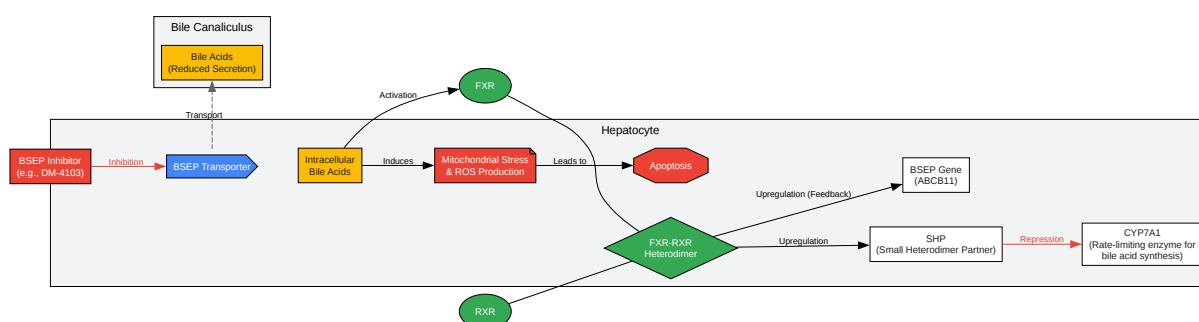 Bile Canaliculus
Bile Acids
(Reduced Secretion)
FXR
Activation
Transport
Hepatocyte
BSEP Inhibitor
(e.g., DM-4103)
Inhibition
BSEP Transporter
Intracellular
Bile Acids
Induces
Mitochondrial Stress
& ROS Production
Leads to
Apoptosis
BSEP Gene
(ABCB11)
Upregulation (Feedback)
FXR-RXR
Heterodimer
Upregulation
SHP
(Small Heterodimer Partner)
Repression
CYP7A1
(Rate-limiting enzyme for
bile acid synthesis)
RXR